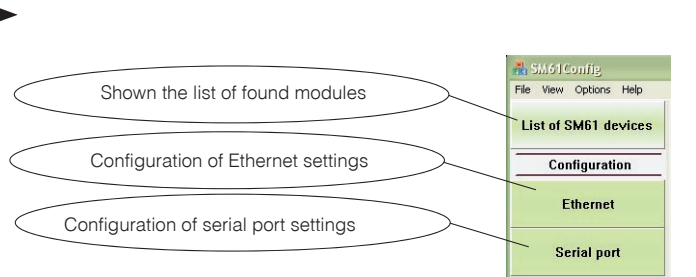 SM61Config
File View Options Help
Shown the list of found modules
List of SM61 devices
Configuration
Configuration of Ethernet settings
Ethernet
Configuration of serial port settings
Serial port